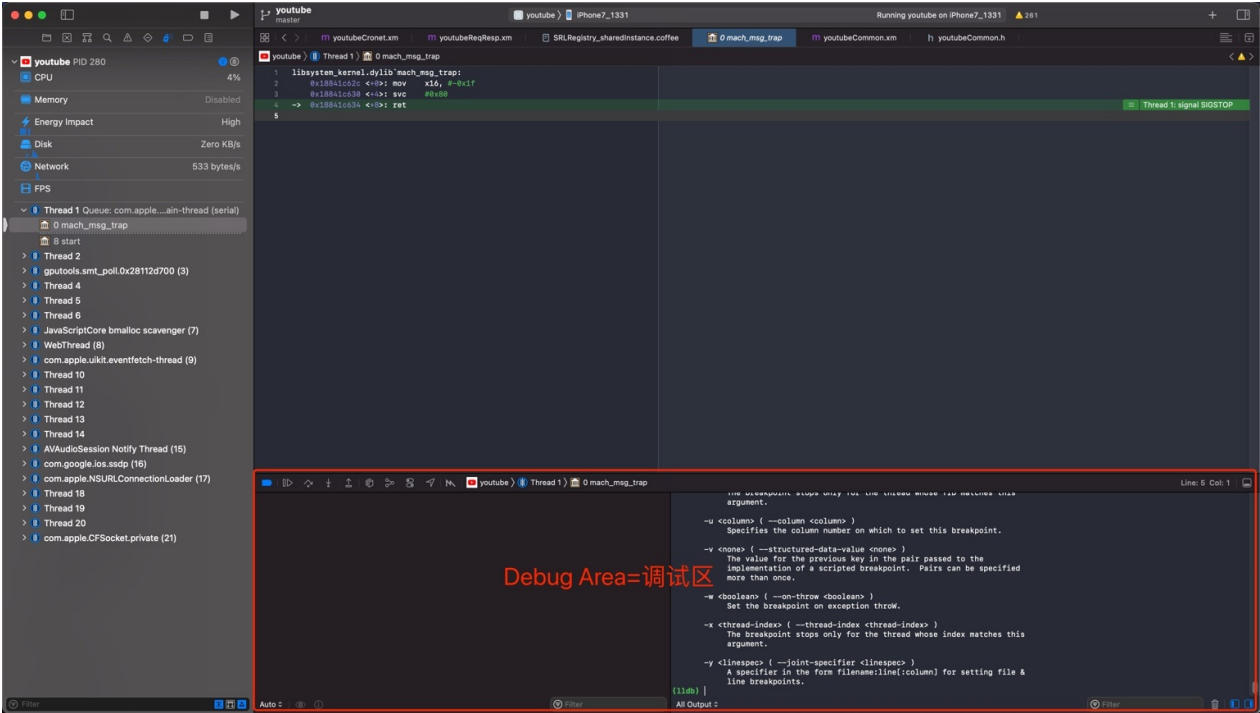 youtube
master
youtube 〉 iPhone7_1331
Running youtube on iPhone7_1331
261
youtubeCronet.xm
youtubeReqResp.xm
SRLRegistry_sharedInstance.coffee
0 mach_msg_trap
youtubeCommon.xm
youtubeCommon.h
youtube PID 280
CPU 4%
Memory Disabled
Energy Impact High
Disk Zero KB/s
Network 533 bytes/s
FPS
Thread 1 Queue: com.apple....ain-thread (serial)
0 mach_msg_trap
8 start
Thread 2
gputools.smt_poll.0x28112d700 (3)
Thread 4
Thread 5
Thread 6
JavaScriptCore bmalloc scavenger (7)
WebThread (8)
com.apple.uikit.eventfetch-thread (9)
Thread 10
Thread 11
Thread 12
Thread 13
Thread 14
AVAudioSession Notify Thread (15)
com.google.ios.ssdp (16)
com.apple.NSURLConnectionLoader (17)
Thread 18
Thread 19
Thread 20
com.apple.CFSocket.private (21)
Filter
youtube 〉 Thread 1 〉 0 mach_msg_trap
1 libsystem_kernel.dylib`mach_msg_trap:
2 0x18841c62c <+0>: mov x16, #-0x1f
3 0x18841c630 <+4>: svc #0x80
4 -> 0x18841c634 <+8>: ret
Thread 1: signal SIGSTOP
5
youtube 〉 Thread 1 〉 0 mach_msg_trap
Line: 5 Col: 1
Debug Area=调试区
The breakpoint stops only for the thread whose TID matches this
argument.
-u <column> ( --column <column> )
Specifies the column number on which to set this breakpoint.
-v <none> ( --structured-data-value <none> )
The value for the previous key in the pair passed to the
implementation of a scripted breakpoint. Pairs can be specified
more than once.
-w <boolean> ( --on-throw <boolean> )
Set the breakpoint on exception throW.
-x <thread-index> ( --thread-index <thread-index> )
The breakpoint stops only for the thread whose index matches this
argument.
-y <linespec> ( --joint-specifier <linespec> )
A specifier in the form filename:line[:column] for setting file &
line breakpoints.
(lldb)
Auto
Filter
All Output
Filter